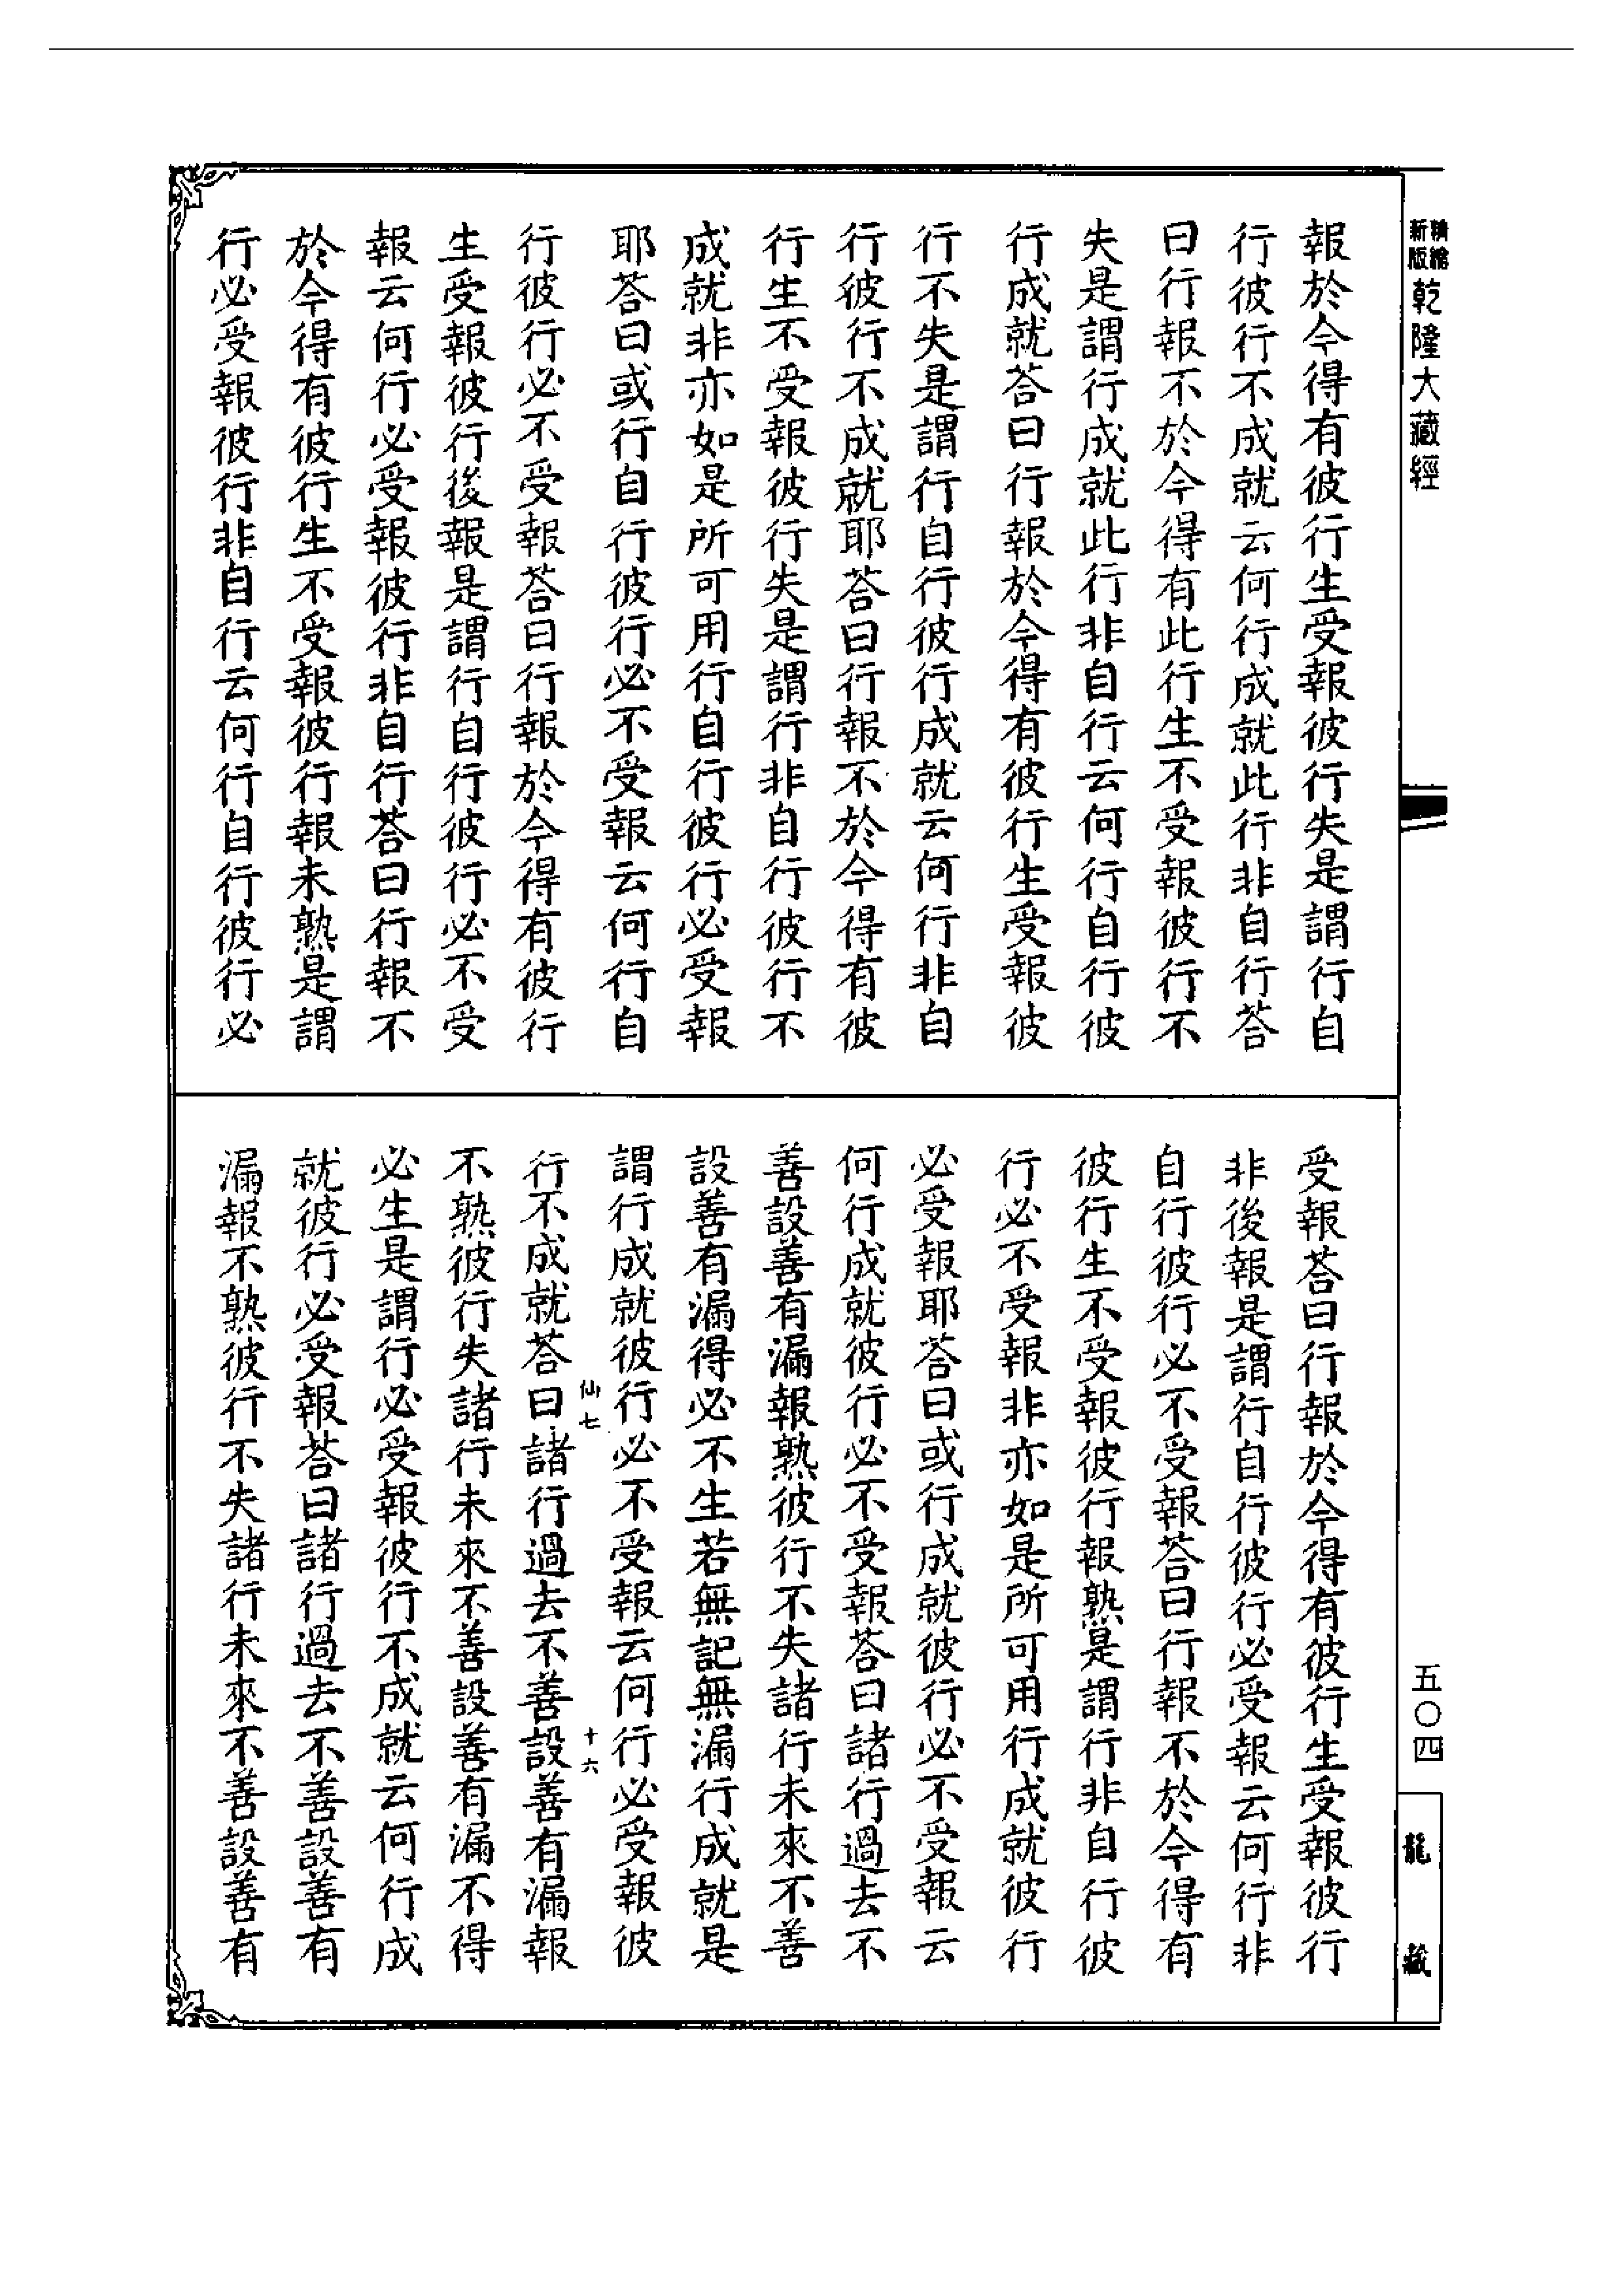 精縮
新版
乾隆大藏經
報於今得有彼行生受報彼行失是謂行自
行彼行不成就云何行成就此行非自行荅
曰行報不於今得有此行生不受報彼行不
失是謂行成就此行非自行云何行自行彼
行成就荅曰行報於今得有彼行生受報彼
行不失是謂行自行彼行成就云何行非自
行彼行不成就耶荅曰行報不於今得有彼
行生不受報彼行失是謂行非自行彼行不
成就非亦如是所可用行自行彼行必受報
耶荅曰或行自行彼行必不受報云何行自
行彼行必不受報荅曰行報於今得有彼行
生受報彼行後報是謂行自行彼行必不受
報云何行必受報彼行非自行荅曰行報不
於今得有彼行生不受報彼行報未熟是謂
行必受報彼行非自行云何行自行彼行必
受報荅曰行報於今得有彼行生受報彼行
非後報是謂行自行彼行必受報云何行非
自行彼行必不受報荅曰行報不於今得有
彼行生不受報彼行報熟是謂行非自行彼
行必不受報非亦如是所可用行成就彼行
必受報耶荅曰或行成就彼行必不受報云
何行成就彼行必不受報荅曰諸行過去不
善設善有漏報熟彼行不失諸行未來不善
設善有漏得必不生若無記無漏行成就是
謂行成就彼行必不受報云何行必受報彼
仙七
十六
行不成就荅曰諸行過去不善設善有漏報
不熟彼行失諸行未來不善設善有漏不得
必生是謂行必受報彼行不成就云何行成
就彼行必受報荅曰諸行過去不善設善有
漏報不熟彼行不失諸行未來不善設善有
五〇四
龍藏